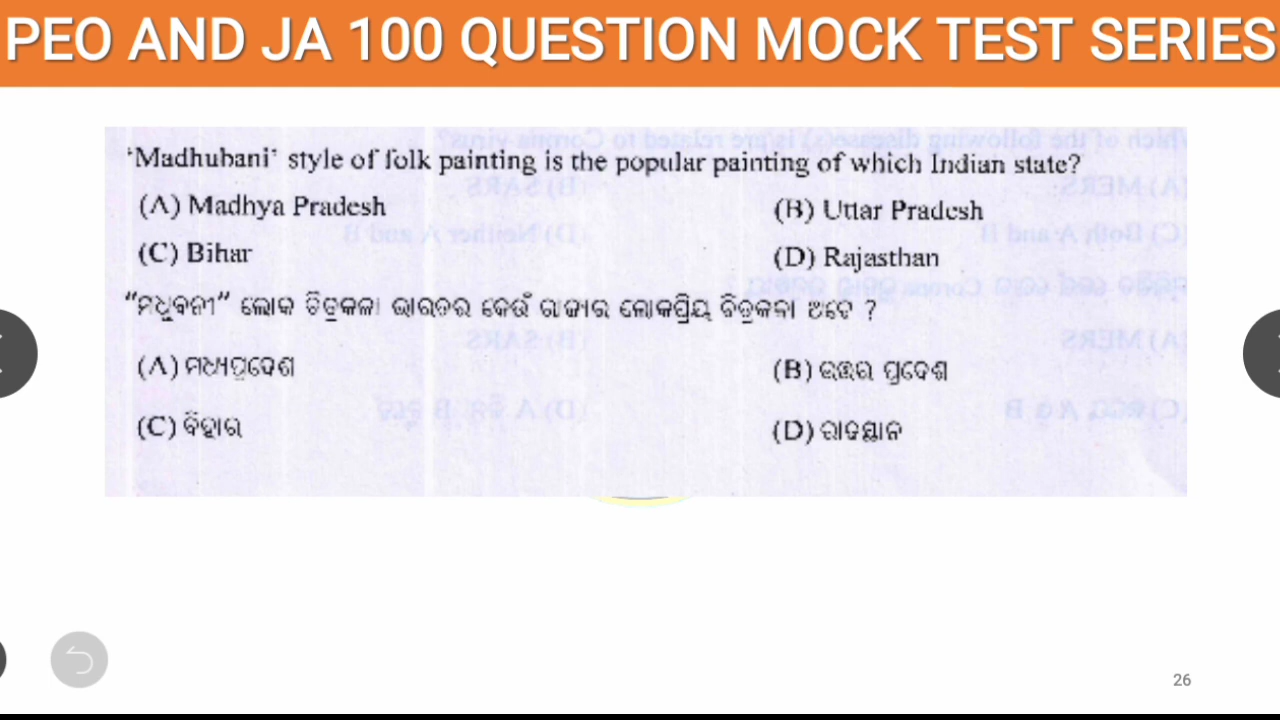 PEO AND JA 100 QUESTION MOCK TEST SERIES
'Madhubani' style of folk painting is the popular painting of which Indian state?
(A) Madhya Pradesh (B) Uttar Pradesh
(C) Bihar (D) Rajasthan
“ମଧୁବନୀ” ଲୋକ ଚିତ୍ରକଳା ଭାରତର କେଉଁ ରାଜ୍ୟର ଲୋକପ୍ରିୟ ଚିତ୍ରକଳା ଅଟେ ?
(A) ମଧ୍ୟପ୍ରଦେଶ (B) ଉତ୍ତର ପ୍ରଦେଶ
(C) ବିହାର (D) ରାଜସ୍ଥାନ
26